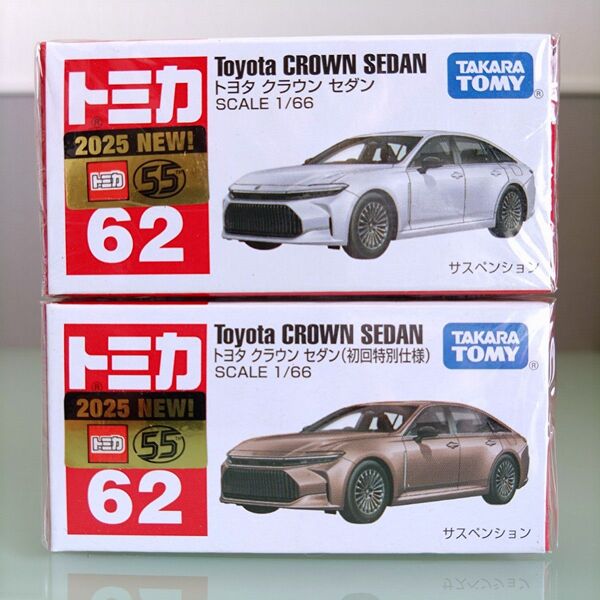 トミカ
®
2025 NEW!
トミカ 55TM
62
Toyota CROWN SEDAN
トヨタ クラウン セダン
SCALE 1/66
TAKARA
TOMY®
サスペンション
トミカ
®
2025 NEW!
トミカ 55TM
62
Toyota CROWN SEDAN
トヨタ クラウン セダン(初回特別仕様)
SCALE 1/66
TAKARA
TOMY®
サスペンション